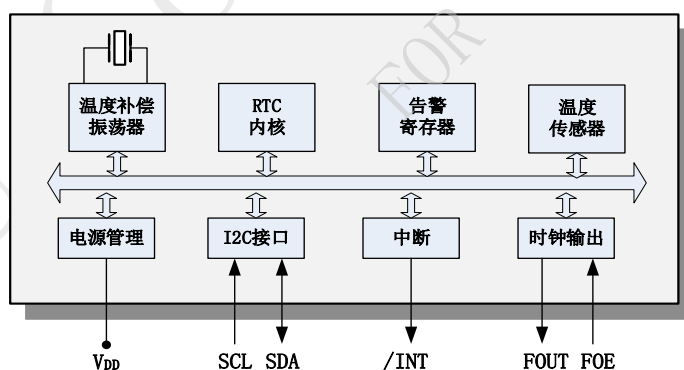 FOR
温度补偿
振荡器
RTC
内核
告警
寄存器
温度
传感器
电源管理
I2C接口
中断
时钟输出
VDD
SCL SDA
/INT
FOUT FOE